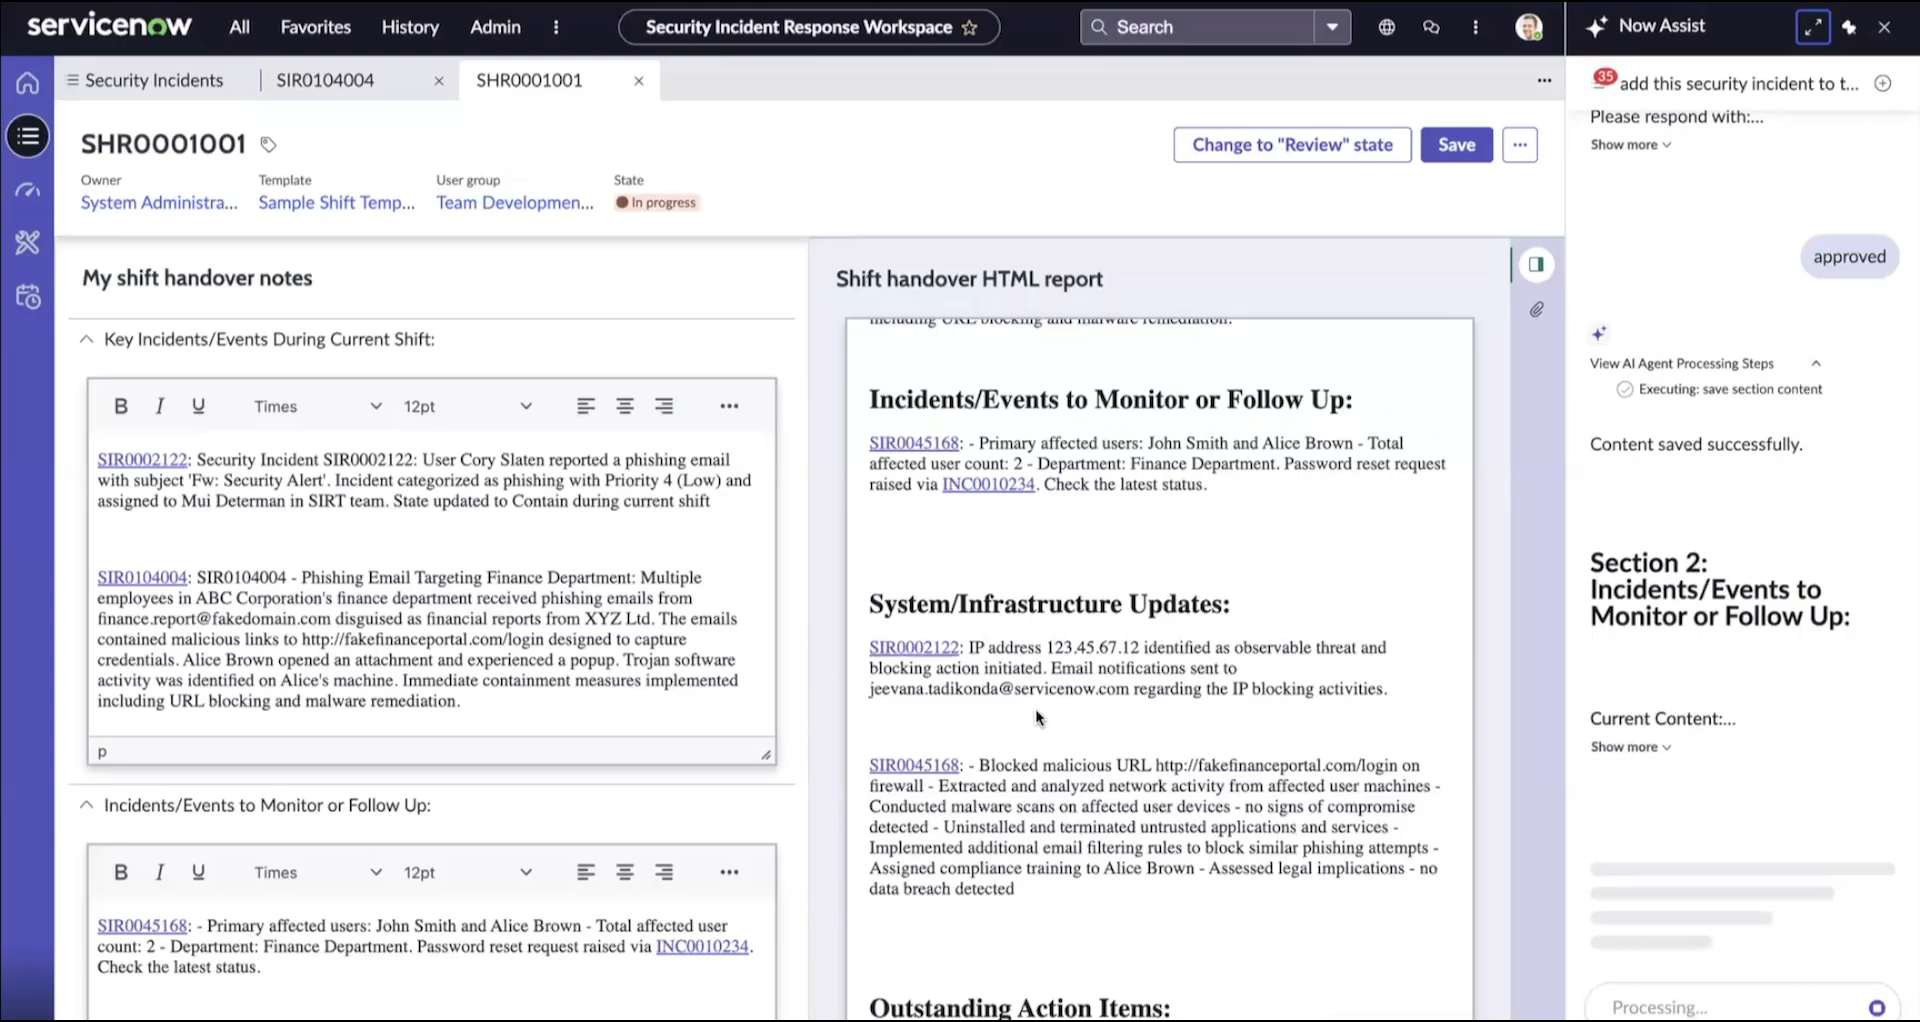 servicenow
All
Favorites
History
Admin
Security Incident Response Workspace
Search
Now Assist
Security Incidents
SIR0104004
SHR0001001
35
add this security incident to t...
SHR0001001
Change to "Review" state
Save
Owner
Template
User group
State
System Administra...
Sample Shift Temp...
Team Developmen...
In progress
My shift handover notes
Key Incidents/Events During Current Shift:
B I U Times 12pt
SIR0002122: Security Incident SIR0002122: User Cory Slaten reported a phishing email
with subject 'Fw: Security Alert'. Incident categorized as phishing with Priority 4 (Low) and
assigned to Mui Determan in SIRT team. State updated to Contain during current shift
SIR0104004: SIR0104004 - Phishing Email Targeting Finance Department: Multiple
employees in ABC Corporation's finance department received phishing emails from
finance.report@fakedomain.com disguised as financial reports from XYZ Ltd. The emails
contained malicious links to http://fakefinanceportal.com/login designed to capture
credentials. Alice Brown opened an attachment and experienced a popup. Trojan software
activity was identified on Alice's machine. Immediate containment measures implemented
including URL blocking and malware remediation.
p
Incidents/Events to Monitor or Follow Up:
B I U Times 12pt
SIR0045168: - Primary affected users: John Smith and Alice Brown - Total affected user
count: 2 - Department: Finance Department. Password reset request raised via INC0010234.
Check the latest status.
Shift handover HTML report
including URL blocking and malware remediation.
Incidents/Events to Monitor or Follow Up:
SIR0045168: - Primary affected users: John Smith and Alice Brown - Total
affected user count: 2 - Department: Finance Department. Password reset request
raised via INC0010234. Check the latest status.
System/Infrastructure Updates:
SIR0002122: IP address 123.45.67.12 identified as observable threat and
blocking action initiated. Email notifications sent to
jeevana.tadikonda@servicenow.com regarding the IP blocking activities.
SIR0045168: - Blocked malicious URL http://fakefinanceportal.com/login on
firewall - Extracted and analyzed network activity from affected user machines -
Conducted malware scans on affected user devices - no signs of compromise
detected - Uninstalled and terminated untrusted applications and services -
Implemented additional email filtering rules to block similar phishing attempts -
Assigned compliance training to Alice Brown - Assessed legal implications - no
data breach detected
Outstanding Action Items:
Please respond with:...
Show more
approved
View AI Agent Processing Steps
Executing: save section content
Content saved successfully.
Section 2:
Incidents/Events to
Monitor or Follow Up:
Current Content:...
Show more
Processing...